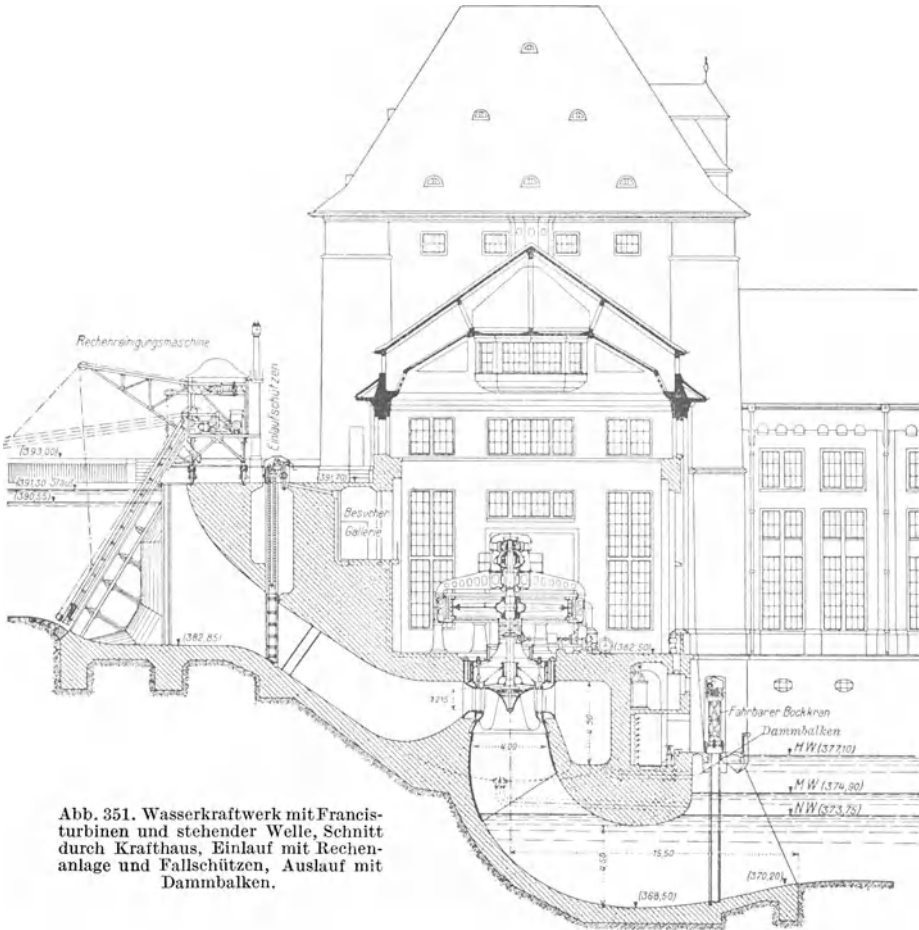 Rechenreinigungsmaschine
Einlaufschützen
(393,00)
(391,30 Stau)
(390,55)
(391,70)
Besucher
Gallerie
(382,85)
(382,50)
1215
4,00
4,50
Fahrbarer Bockkran
Dammbalken
HW(377,10)
MW(374,90)
NW(373,75)
15,50
(370,20)
(368,50)
Abb. 351. Wasserkraftwerk mit Francis-
turbinen und stehender Welle, Schnitt
durch Krafthaus, Einlauf mit Rechen-
anlage und Fallschützen, Auslauf mit
Dammbalken.